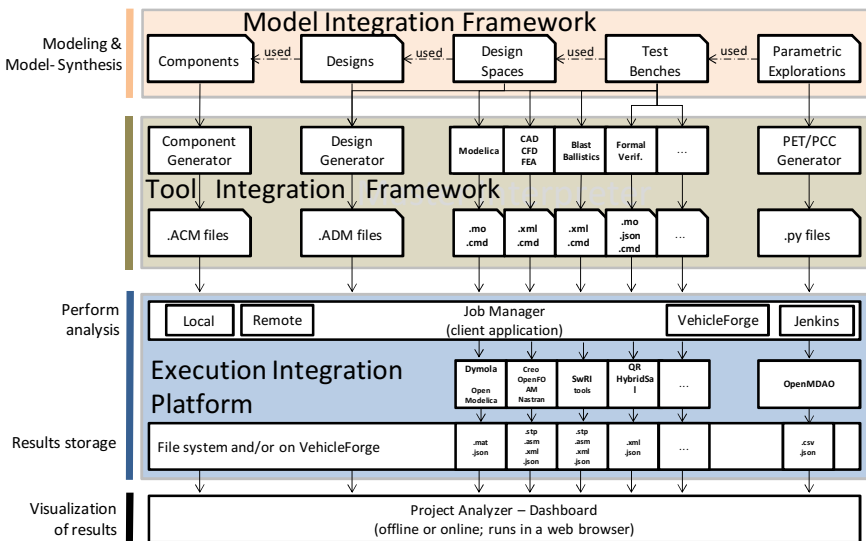 Model Integration Framework
Modeling &
Model- Synthesis
Components
used
Designs
used
Design
Spaces
used
Test
Benches
used
Parametric
Explorations
Component
Generator
Design
Generator
Modelica
CAD
CFD
FEA
Blast
Ballistics
Formal
Verif.
...
PET/PCC
Generator
Tool Integration Framework
.ACM files
.ADM files
.mo
.cmd
.xml
.cmd
.xml
.cmd
.mo
.json
.cmd
...
.py files
Perform
analysis
Local
Remote
Job Manager
(client application)
VehicleForge
Jenkins
Execution Integration
Platform
Dymola
Open
Modelica
Creo
OpenFO
AM
Nastran
SwRI
tools
QR
HybridSa
l
...
OpenMDAO
Results storage
File system and/or on VehicleForge
.mat
.json
.stp
.asm
.xml
.json
.stp
.asm
.xml
.json
.xml
.json
...
.csv
.json
Visualization
of results
Project Analyzer – Dashboard
(offline or online; runs in a web browser)